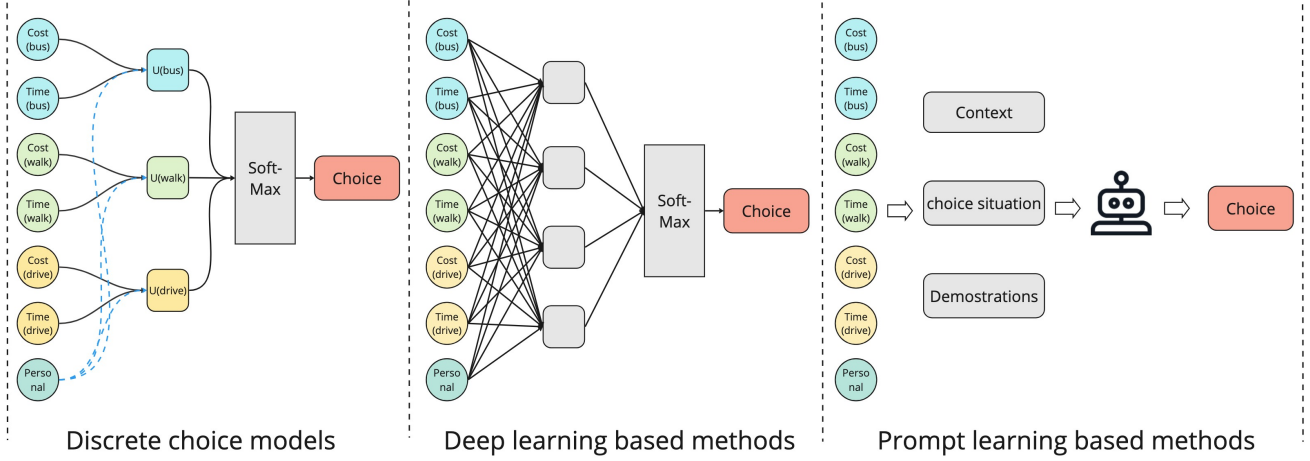 Cost
(bus)
Time
(bus)
Cost
(walk)
Time
(walk)
Cost
(drive)
Time
(drive)
Perso
nal
U(bus)
U(walk)
U(drive)
Soft-
Max
Choice
Discrete choice models
Cost
(bus)
Time
(bus)
Cost
(walk)
Time
(walk)
Cost
(drive)
Time
(drive)
Perso
nal
Soft-
Max
Choice
Deep learning based methods
Cost
(bus)
Time
(bus)
Cost
(walk)
Time
(walk)
Cost
(drive)
Time
(drive)
Perso
nal
Context
choice situation
Demostrations
Choice
Prompt learning based methods